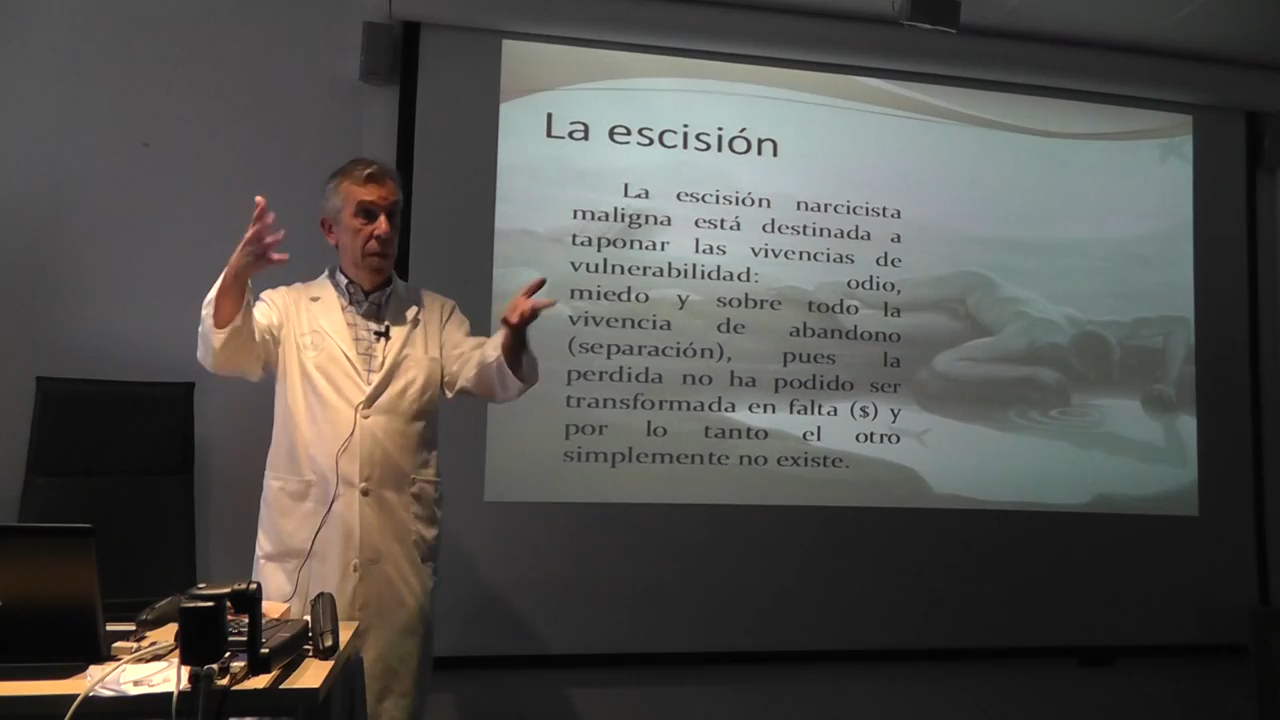 La escisión
La escisión narcicista
maligna está destinada a
taponar las vivencias de
vulnerabilidad: odio,
miedo y sobre todo la
vivencia de abandono
(separación), pues la
perdida no ha podido ser
transformada en falta ($) y
por lo tanto el otro
simplemente no existe.